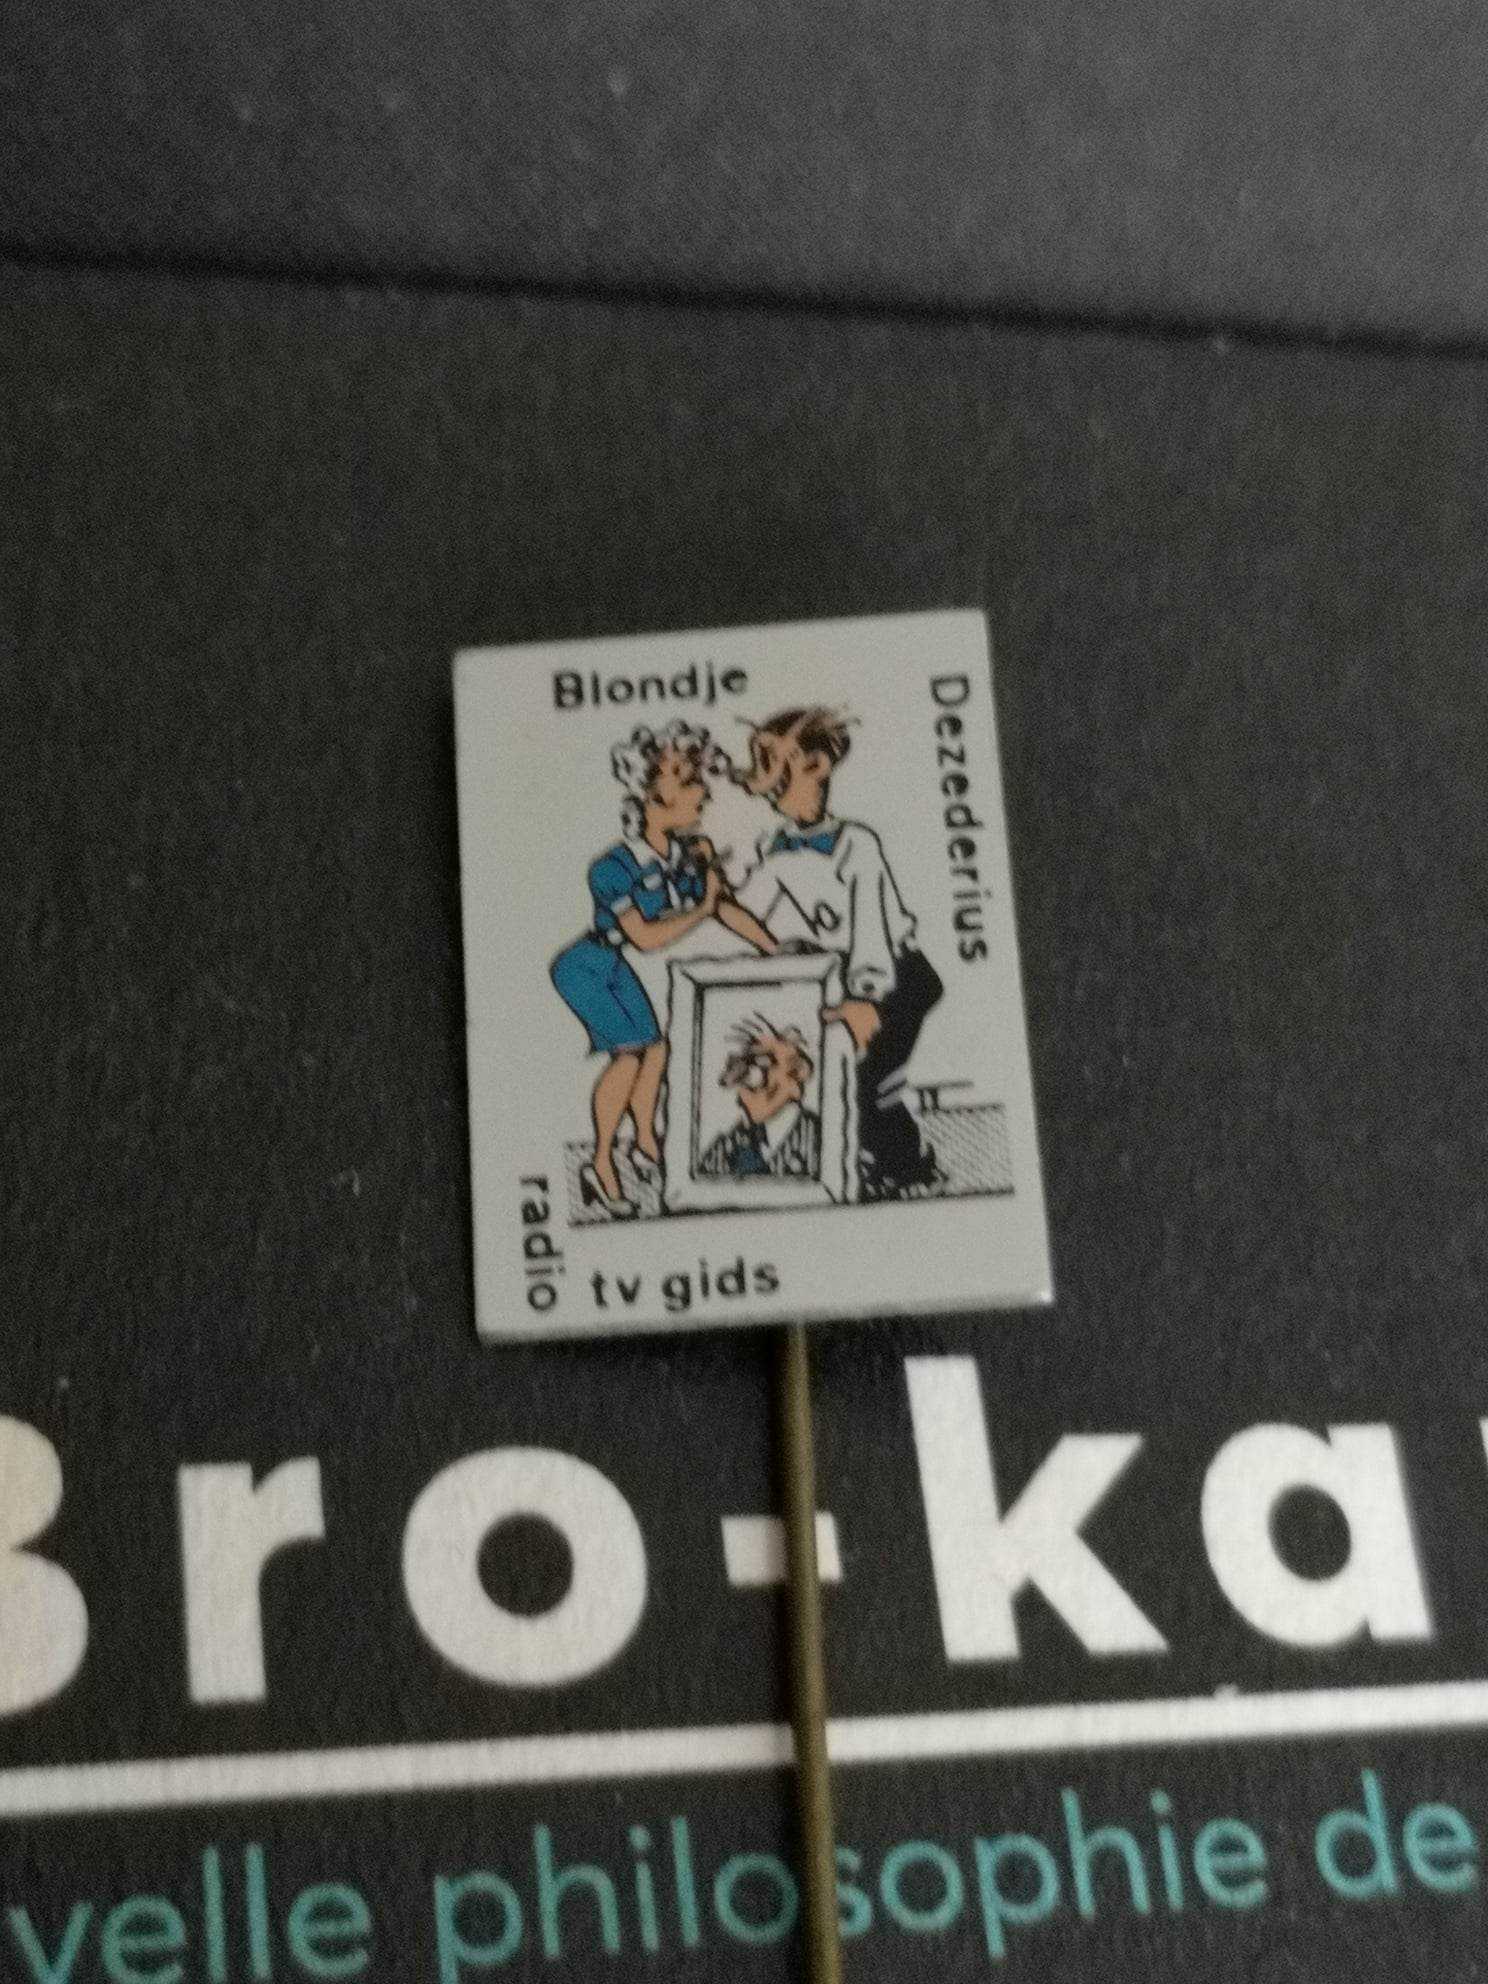 Blondje
Dezederius
radio
tv gids
Bro-ka
velle philosophie de